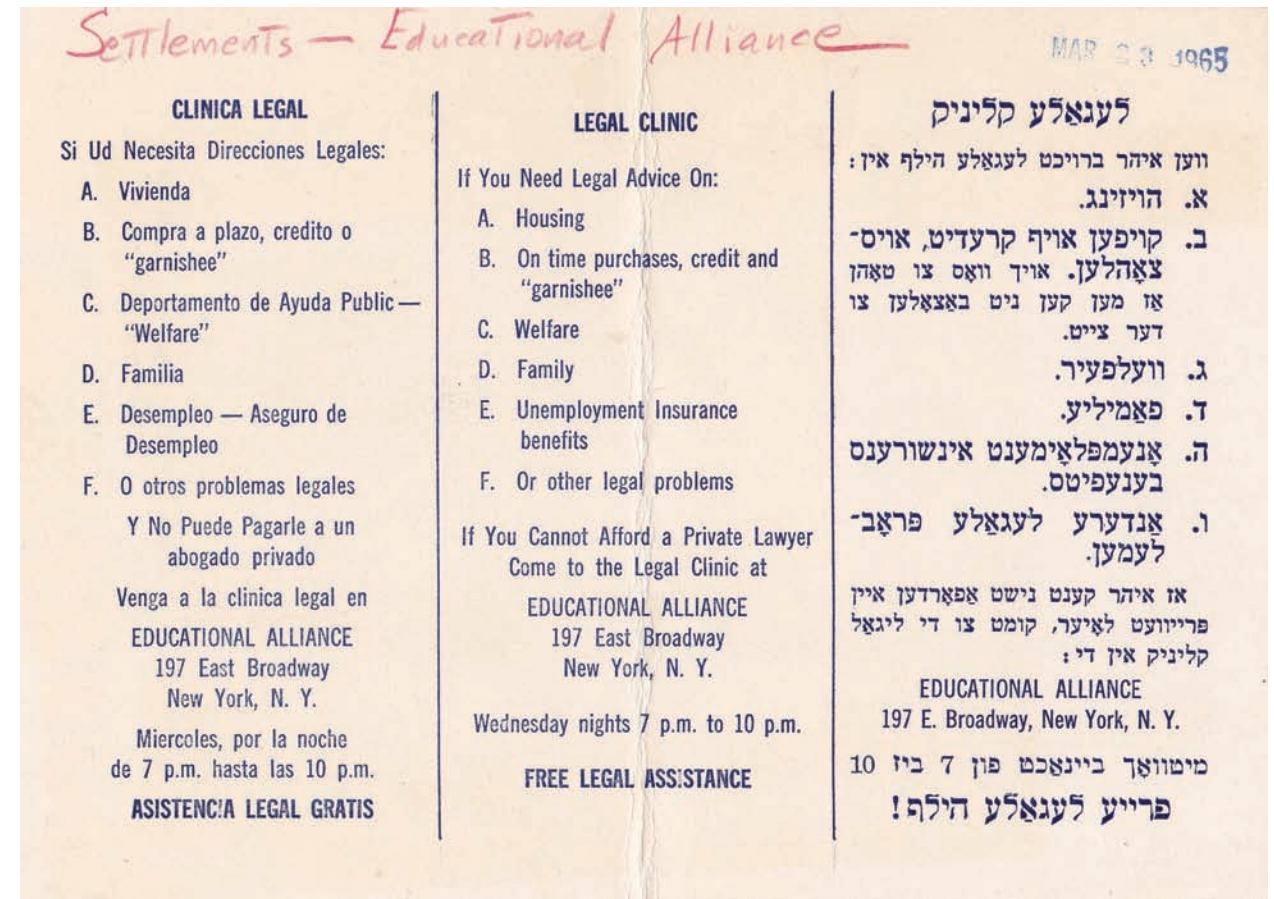 Settlements — Educational Alliance
MAR 23 1965
CLINICA LEGAL
Si Ud Necesita Direcciones Legales:
A. Vivienda
B. Compra a plazo, credito o
“garnishee”
C. Deportamento de Ayuda Public —
“Welfare”
D. Familia
E. Desempleo — Aseguro de
Desempleo
F. O otros problemas legales
Y No Puede Pagarle a un
abogado privado
Venga a la clinica legal en
EDUCATIONAL ALLIANCE
197 East Broadway
New York, N. Y.
Miercoles, por la noche
de 7 p.m. hasta las 10 p.m.
ASISTENCIA LEGAL GRATIS
LEGAL CLINIC
If You Need Legal Advice On:
A. Housing
B. On time purchases, credit and
“garnishee”
C. Welfare
D. Family
E. Unemployment Insurance
benefits
F. Or other legal problems
If You Cannot Afford a Private Lawyer
Come to the Legal Clinic at
EDUCATIONAL ALLIANCE
197 East Broadway
New York, N. Y.
Wednesday nights 7 p.m. to 10 p.m.
FREE LEGAL ASSISTANCE
לעגאַלע קליניק
ווען איהר ברויכט לעגאַלע הילף אין:
א. הויזינג.
ב. קויפען אויף קרעדיט, אויס־
צאָהלען. אויך וואָס צו טאָהן
אַז מען קען ניט באַצאָלען צו
דער צייט.
ג. וועלפעיר.
ד. פאַמיליע.
ה. אָנעמפּלאָימענט אינשורענס
בענעפיטס.
ו. אַנדערע לעגאַלע פּראָב־
לעמען.
אז איהר קענט נישט אַפאָרדען איין
פּרייוועט לאָיער, קומט צו די ליגאַל
קליניק אין די:
EDUCATIONAL ALLIANCE
197 E. Broadway, New York, N. Y.
מיטוואָך ביינאַכט פון 7 ביז 10
פרייע לעגאַלע הילף!